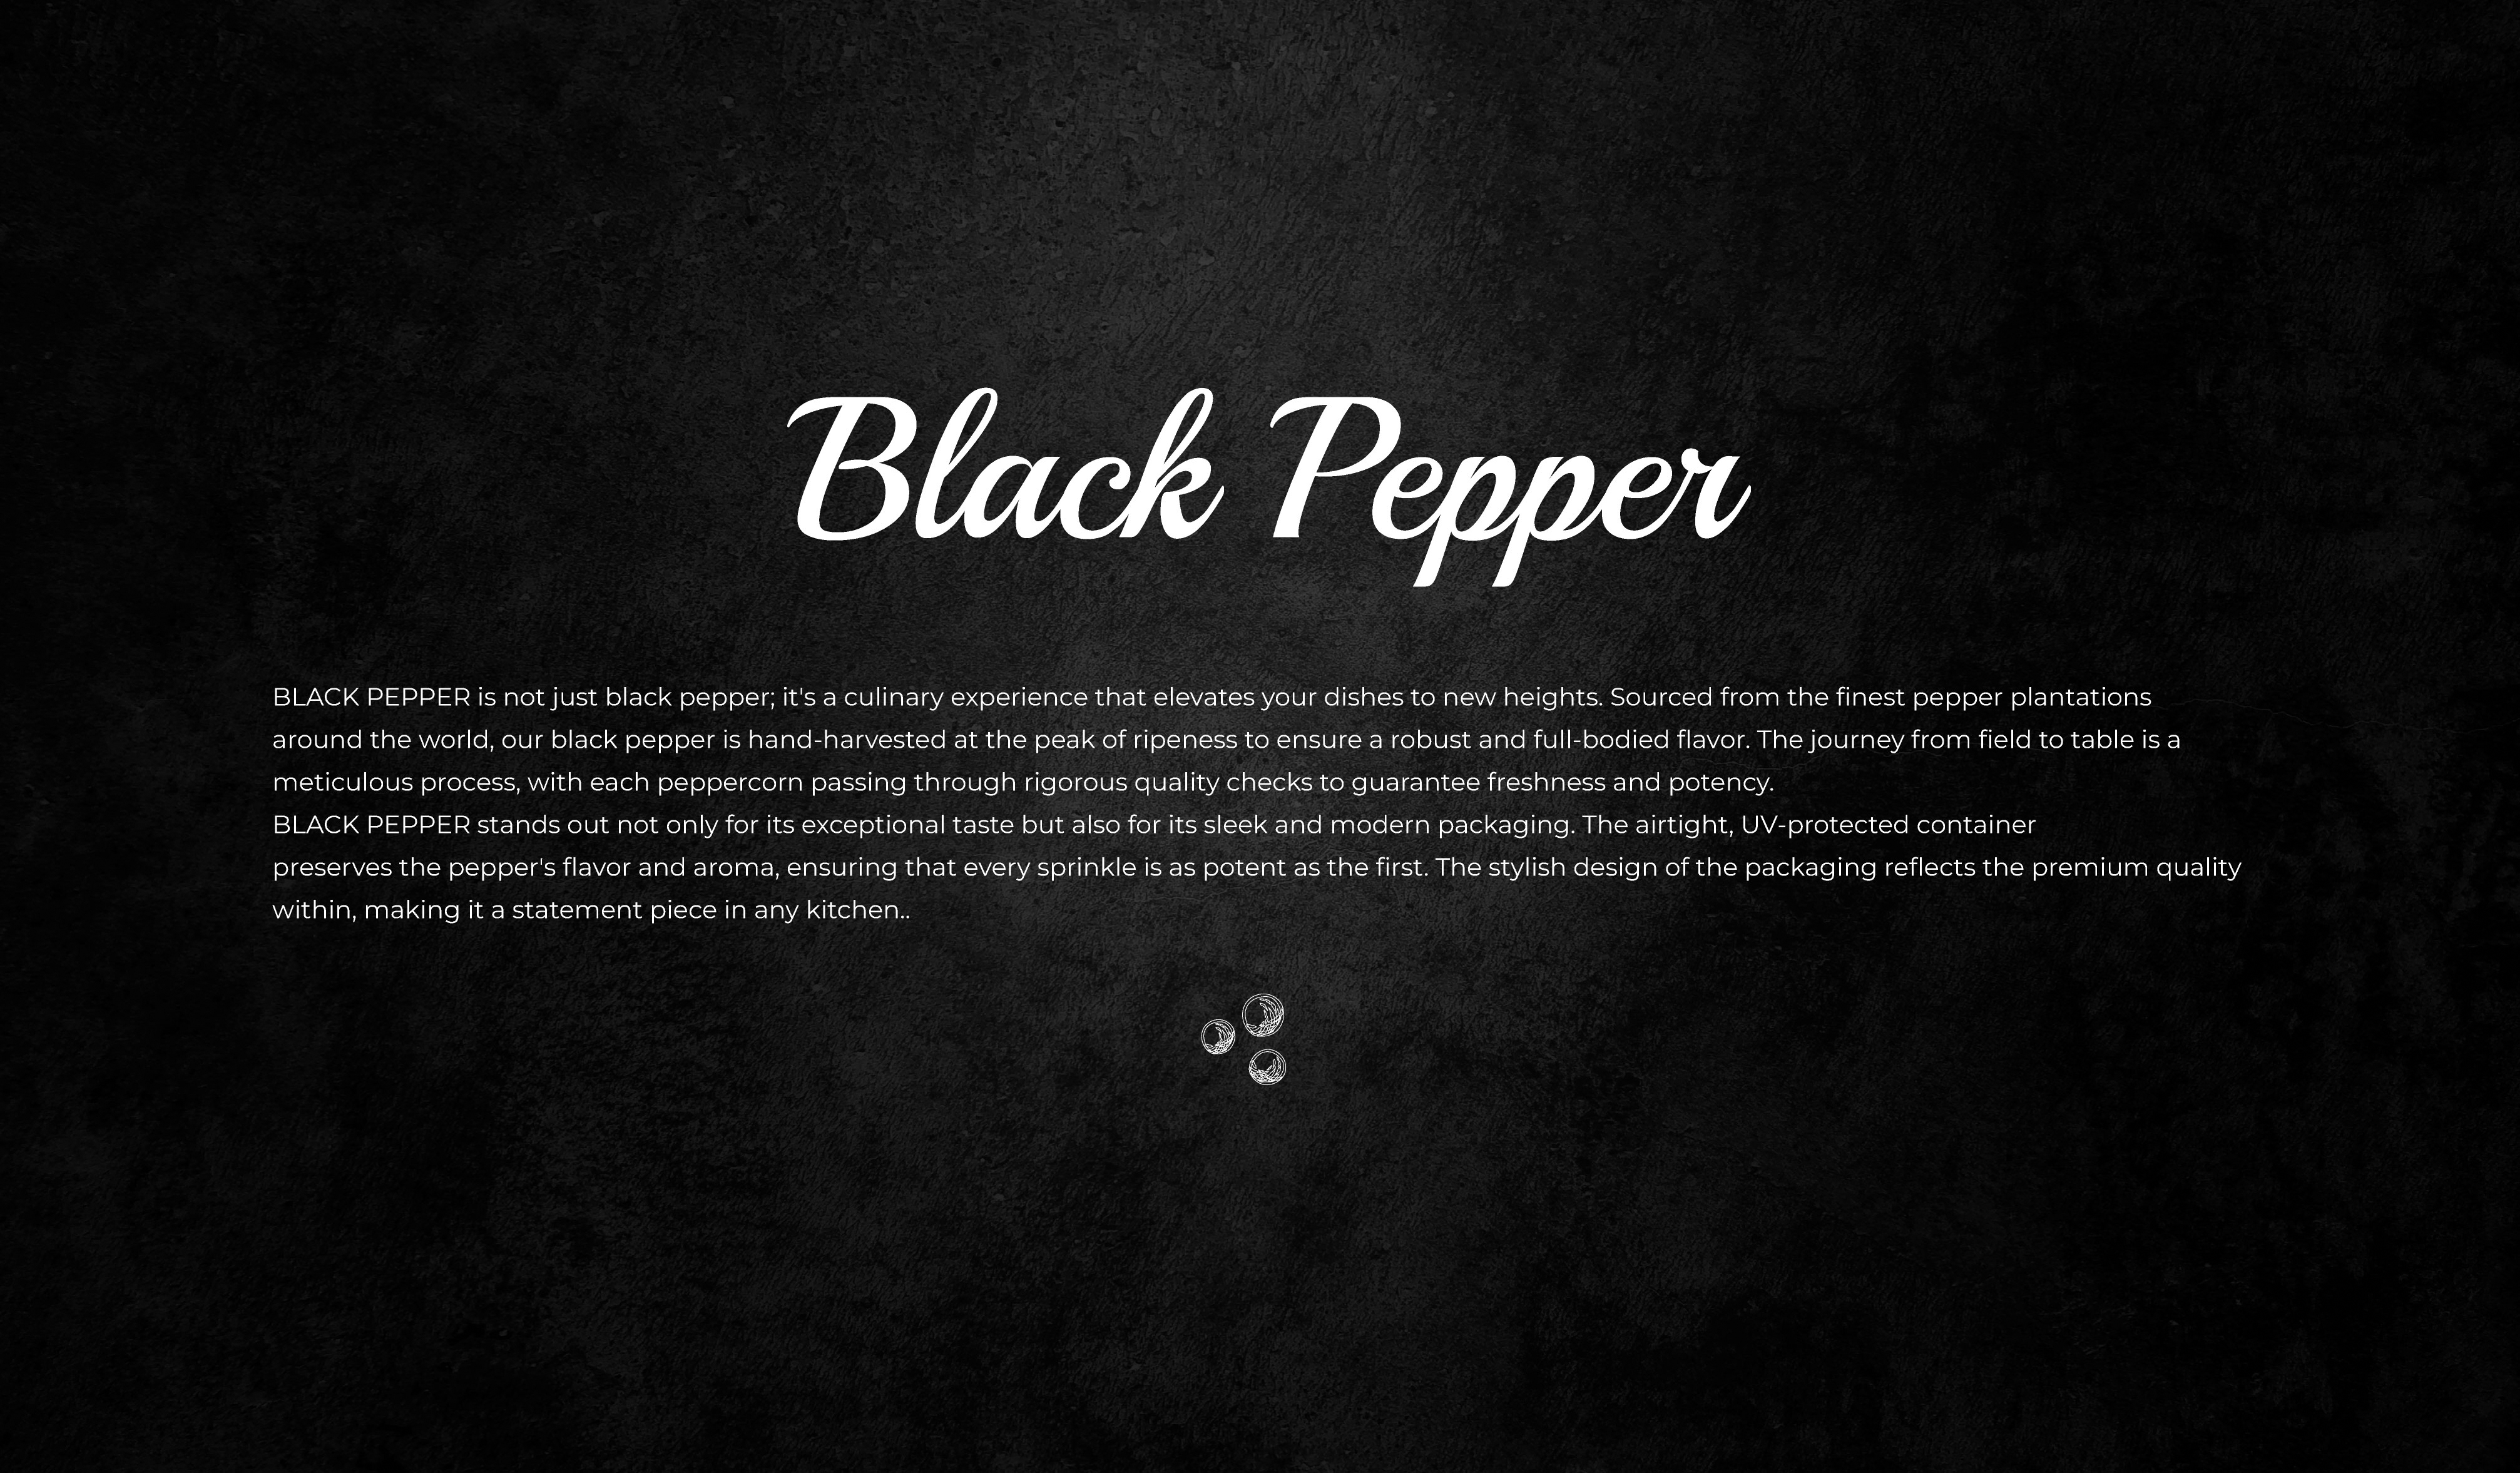 Black Pepper
BLACK PEPPER is not just black pepper; it's a culinary experience that elevates your dishes to new heights. Sourced from the finest pepper plantations
around the world, our black pepper is hand-harvested at the peak of ripeness to ensure a robust and full-bodied flavor. The journey from field to table is a
meticulous process, with each peppercorn passing through rigorous quality checks to guarantee freshness and potency.
BLACK PEPPER stands out not only for its exceptional taste but also for its sleek and modern packaging. The airtight, UV-protected container
preserves the pepper's flavor and aroma, ensuring that every sprinkle is as potent as the first. The stylish design of the packaging reflects the premium quality
within, making it a statement piece in any kitchen..